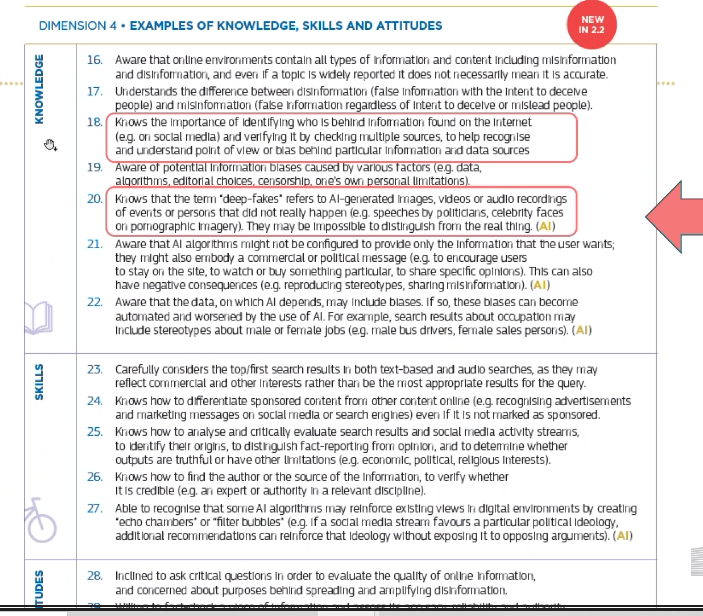 DIMENSION 4 • EXAMPLES OF KNOWLEDGE, SKILLS AND ATTITUDES
NEW
IN 2.2
KNOWLEDGE
16. Aware that online environments contain all types of information and content including misinformation
and disinformation, and even if a topic is widely reported it does not necessarily mean it is accurate.
17. Understands the difference between disinformation (false information with the intent to deceive
people) and misinformation (false information regardless of intent to deceive or mislead people).
18. Knows the importance of identifying who is behind information found on the internet
(e.g. on social media) and verifying it by checking multiple sources, to help recognise
and understand point of view or bias behind particular information and data sources
19. Aware of potential information biases caused by various factors (e.g. data,
algorithms, editorial choices, censorship, one's own personal limitations).
20. Knows that the term "deep-fakes" refers to AI-generated images, videos or audio recordings
of events or persons that did not really happen (e.g. speeches by politicians, celebrity faces
on pornographic imagery). They may be impossible to distinguish from the real thing. (AI)
21. Aware that AI algorithms might not be configured to provide only the information that the user wants;
they might also embody a commercial or political message (e.g. to encourage users
to stay on the site, to watch or buy something particular, to share specific opinions). This can also
have negative consequences (e.g. reproducing stereotypes, sharing misinformation). (AI)
22. Aware that the data, on which AI depends, may include biases. If so, these biases can become
automated and worsened by the use of AI. For example, search results about occupation may
include stereotypes about male or female jobs (e.g. male bus drivers, female sales persons). (AI)
SKILLS
23. Carefully considers the top/first search results in both text-based and audio searches, as they may
reflect commercial and other interests rather than be the most appropriate results for the query.
24. Knows how to differentiate sponsored content from other content online (e.g. recognising advertisements
and marketing messages on social media or search engines) even if it is not marked as sponsored.
25. Knows how to analyse and critically evaluate search results and social media activity streams,
to identify their origins, to distinguish fact-reporting from opinion, and to determine whether
outputs are truthful or have other limitations (e.g. economic, political, religious interests).
26. Knows how to find the author or the source of the information, to verify whether
it is credible (e.g. an expert or authority in a relevant discipline).
27. Able to recognise that some AI algorithms may reinforce existing views in digital environments by creating
"echo chambers" or "filter bubbles" (e.g. if a social media stream favours a particular political ideology,
additional recommendations can reinforce that ideology without exposing it to opposing arguments). (AI)
TUDES
28. Inclined to ask critical questions in order to evaluate the quality of online information,
and concerned about purposes behind spreading and amplifying disinformation.